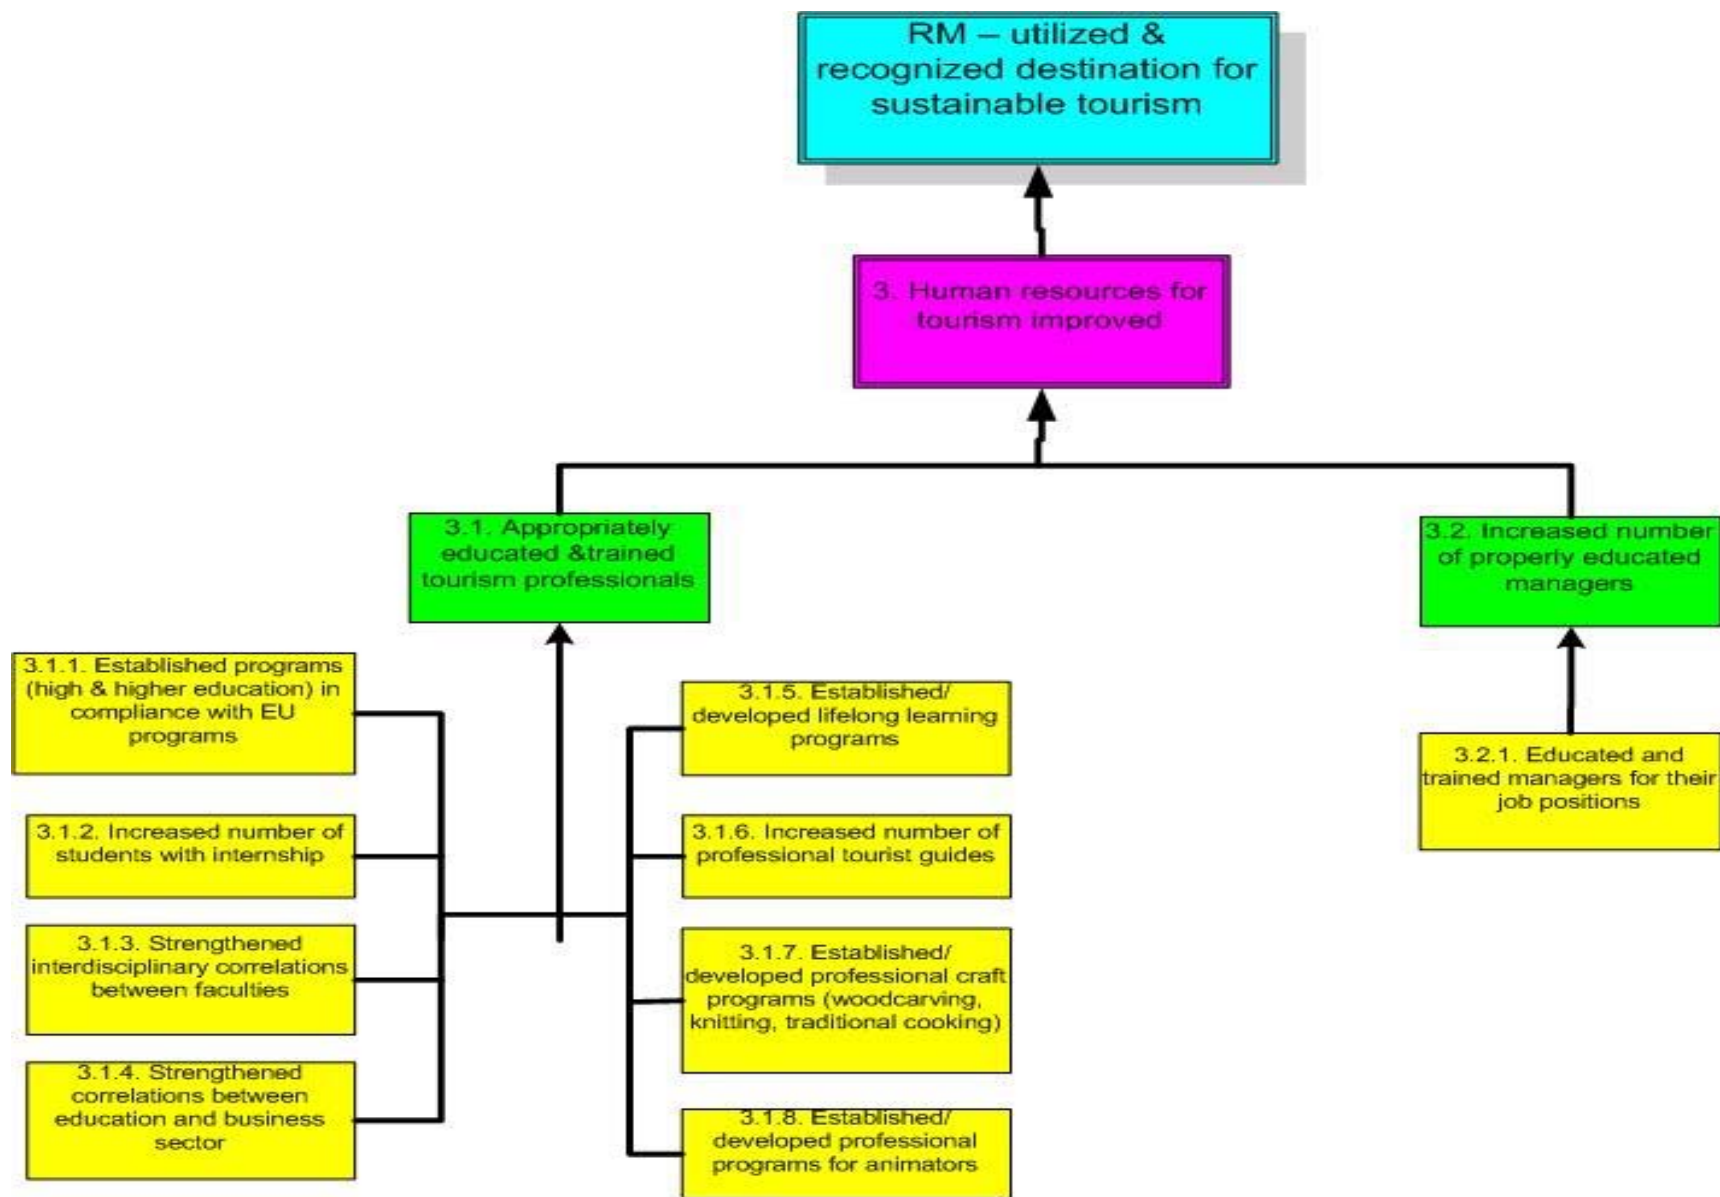 RM – utilized &
recognized destination for
sustainable tourism
3. Human resources for
tourism improved
3.1. Appropriately
educated &trained
tourism professionals
3.2. Increased number
of properly educated
managers
3.1.1. Established programs
(high & higher education) in
compliance with EU
programs
3.1.2. Increased number of
students with internship
3.1.3. Strengthened
interdisciplinary correlations
between faculties
3.1.4. Strengthened
correlations between
education and business
sector
3.1.5. Established/
developed lifelong learning
programs
3.1.6. Increased number of
professional tourist guides
3.1.7. Established/
developed professional craft
programs (woodcarving,
knitting, traditional cooking)
3.1.8. Established/
developed professional
programs for animators
3.2.1. Educated and
trained managers for their
job positions